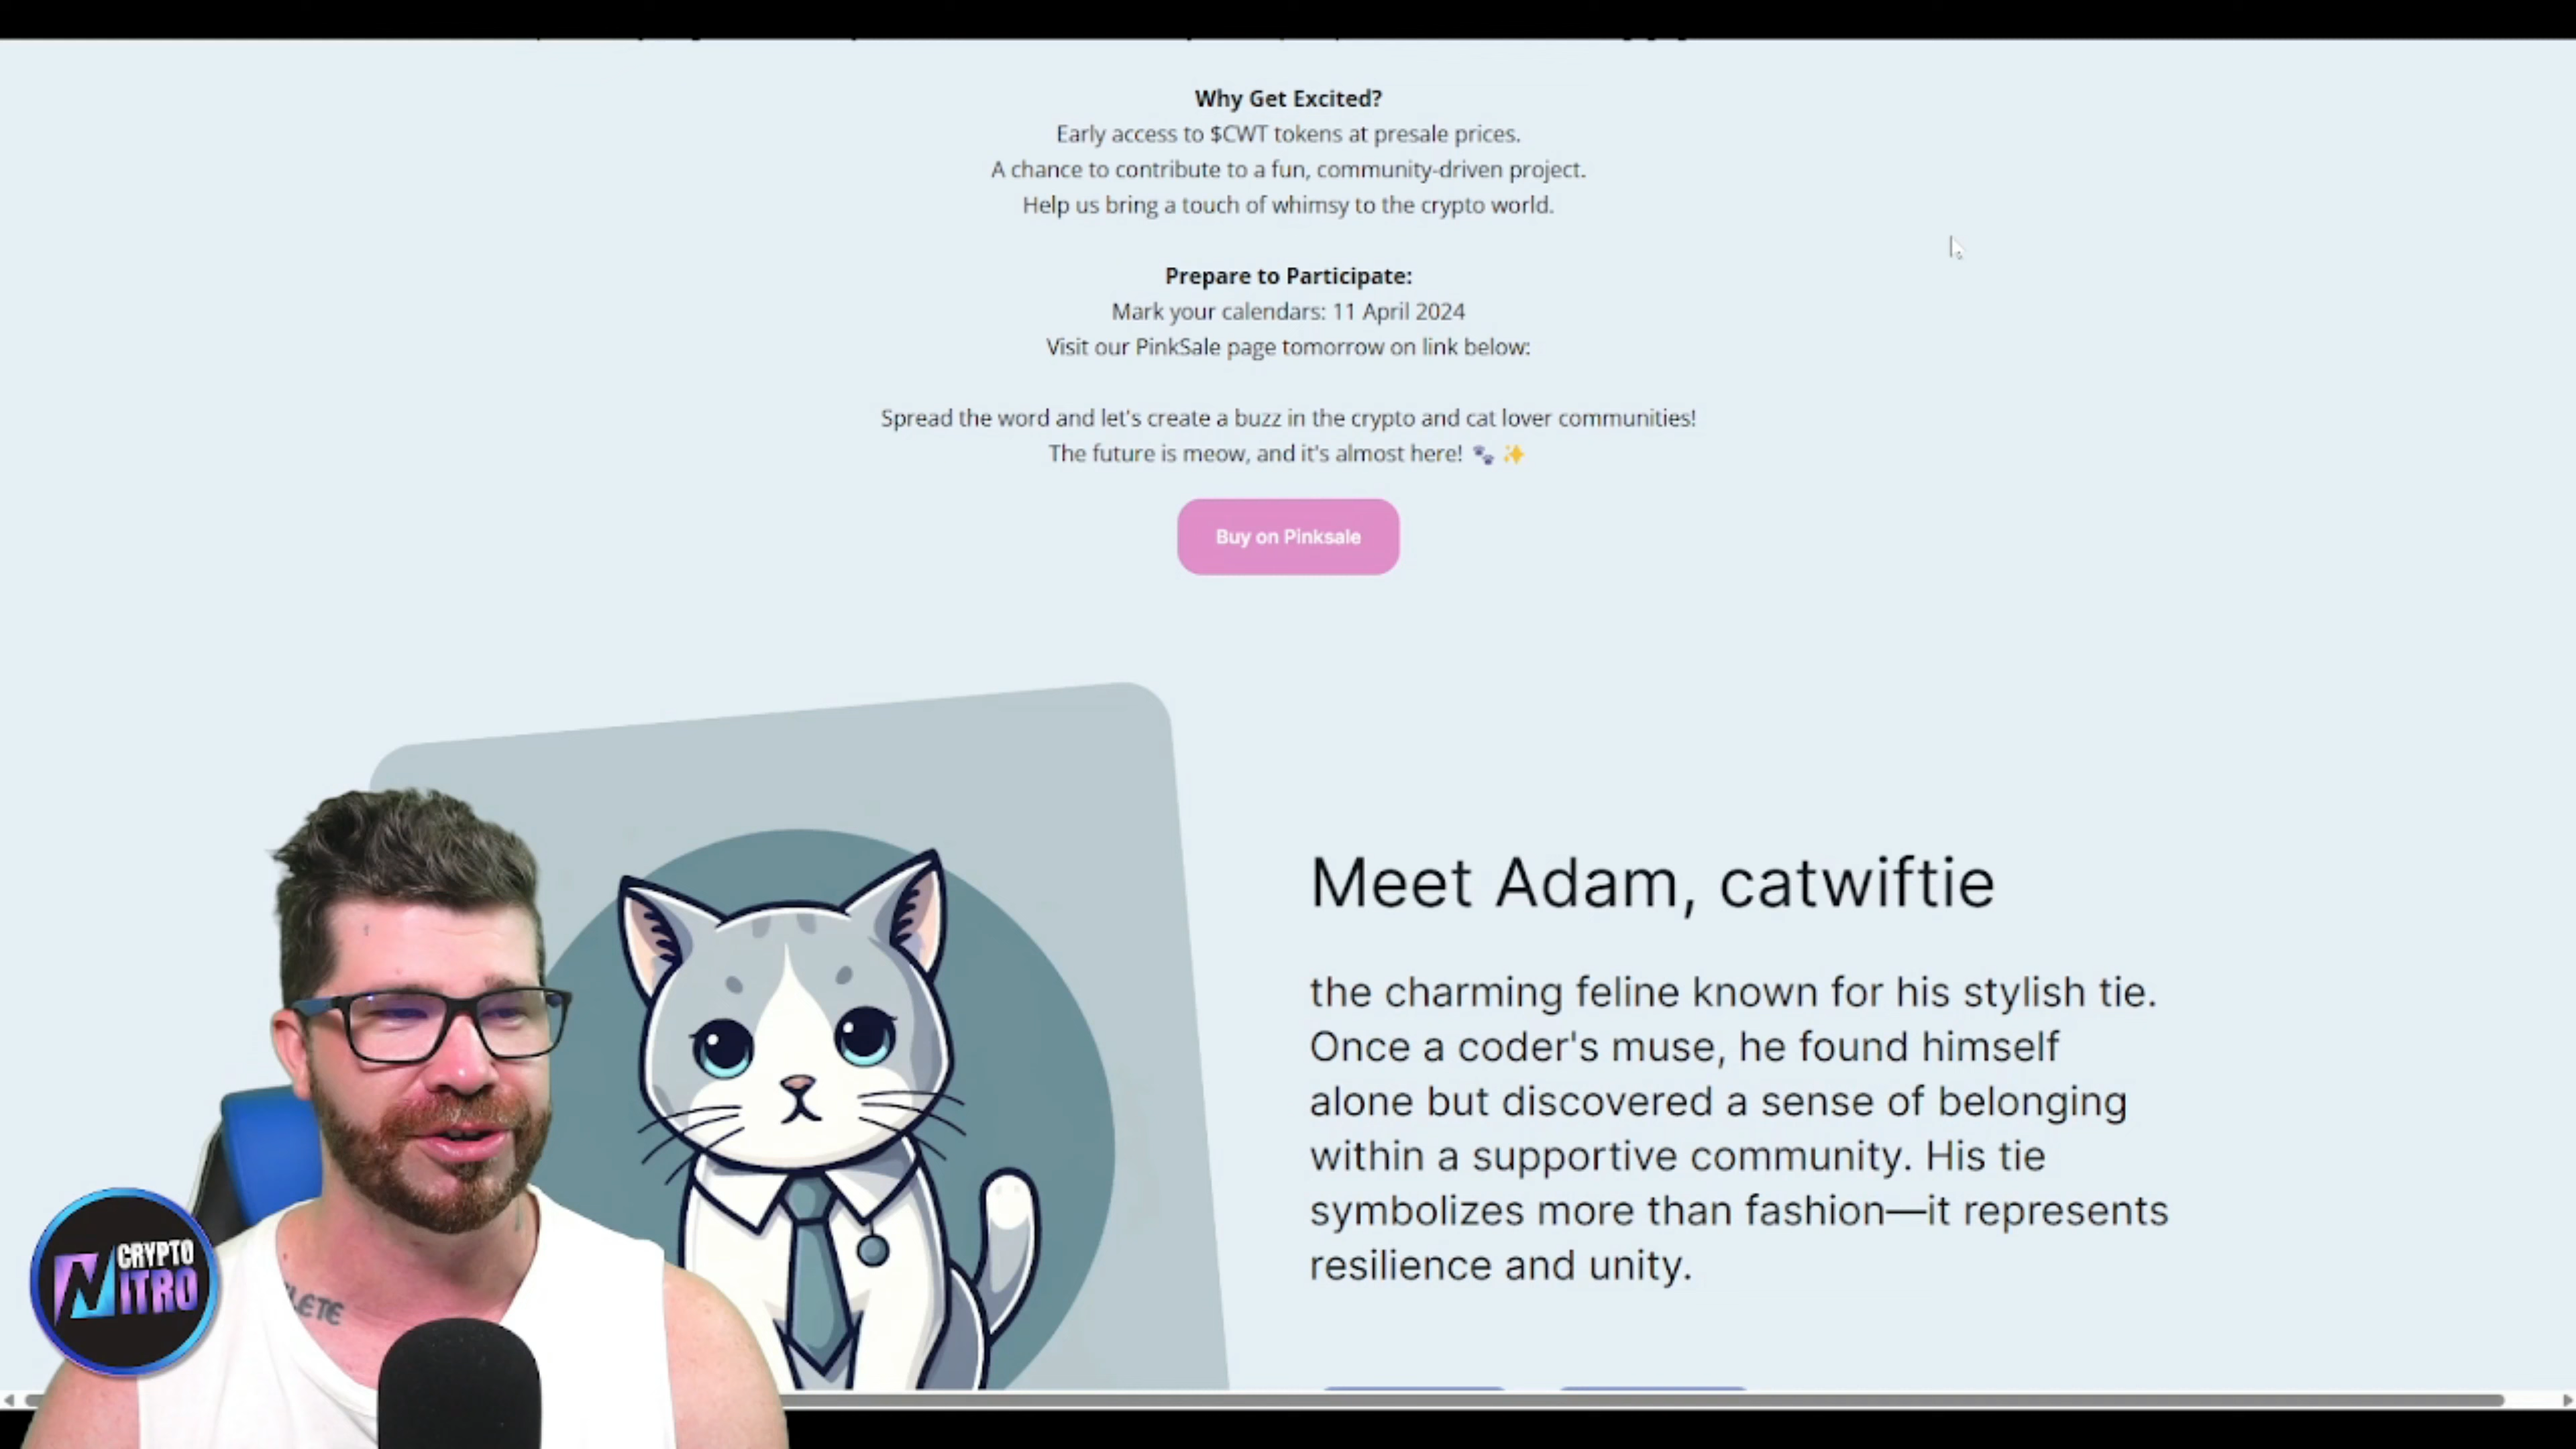 Why Get Excited?
Early access to $CWT tokens at presale prices.
A chance to contribute to a fun, community-driven project.
Help us bring a touch of whimsy to the crypto world.
Prepare to Participate:
Mark your calendars: 11 April 2024
Visit our PinkSale page tomorrow on link below:
Spread the word and let's create a buzz in the crypto and cat lover communities!
The future is meow, and it's almost here! 🐾 ✨
Buy on Pinksale
Meet Adam, catwiftie
the charming feline known for his stylish tie.
Once a coder's muse, he found himself
alone but discovered a sense of belonging
within a supportive community. His tie
symbolizes more than fashion—it represents
resilience and unity.
CRYPTO
NITRO